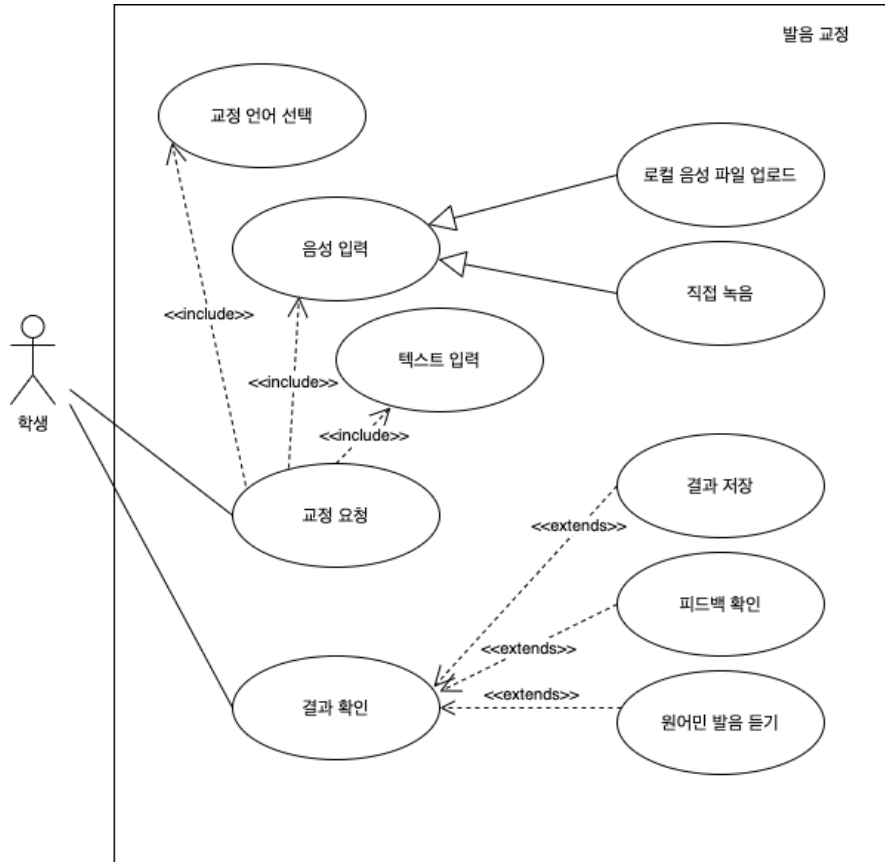 발음 교정
교정 언어 선택
로컬 음성 파일 업로드
음성 입력
직접 녹음
<<include>>
텍스트 입력
<<include>>
학생
<<include>>
결과 저장
교정 요청
<<extends>>
피드백 확인
<<extends>>
<<extends>>
결과 확인
원어민 발음 듣기